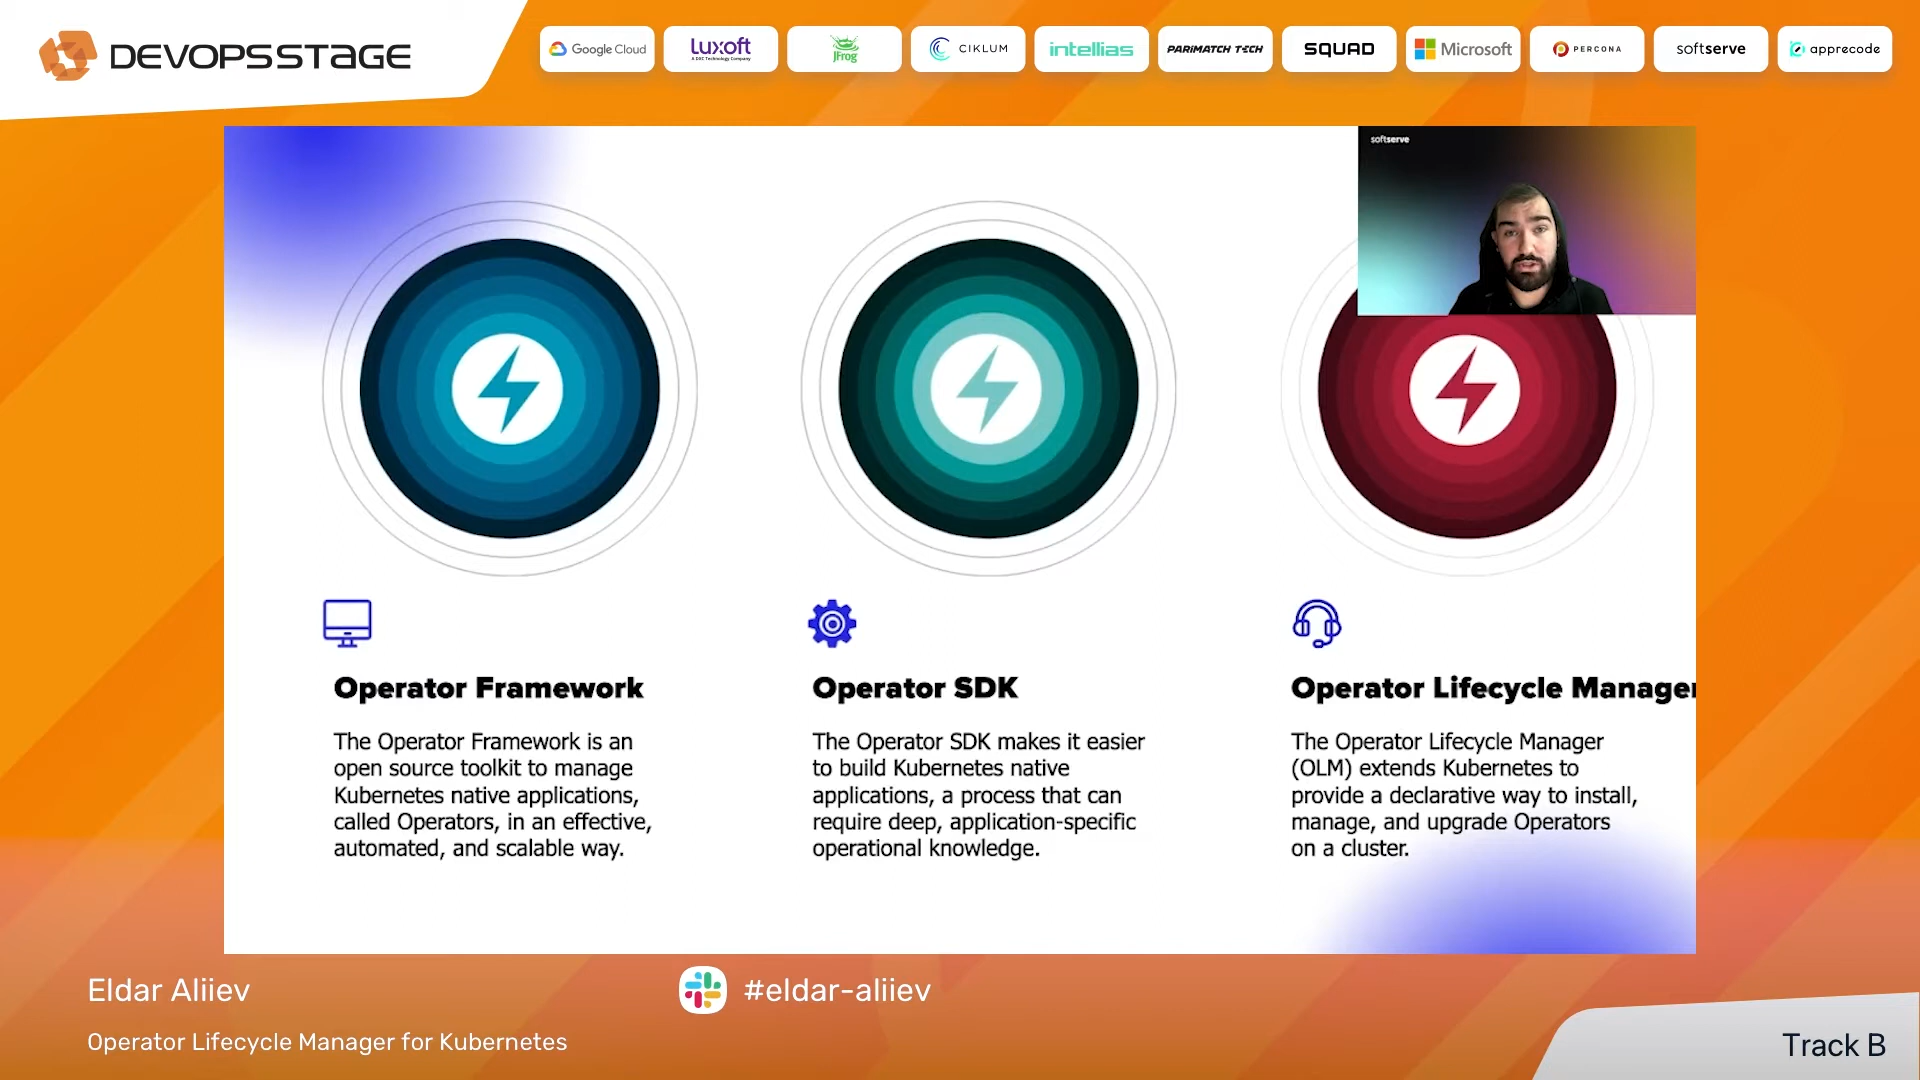 DEVOPSSTAGE
Google Cloud
Luxoft
A DXC Technology Company
JFrog
CIKLUM
intellias
PARIMATCH TECH
SQUAD
Microsoft
PERCONA
softserve
apprecode
softserve
Operator Framework
The Operator Framework is an
open source toolkit to manage
Kubernetes native applications,
called Operators, in an effective,
automated, and scalable way.
Operator SDK
The Operator SDK makes it easier
to build Kubernetes native
applications, a process that can
require deep, application-specific
operational knowledge.
Operator Lifecycle Manager
The Operator Lifecycle Manager
(OLM) extends Kubernetes to
provide a declarative way to install,
manage, and upgrade Operators
on a cluster.
Eldar Aliiev
#eldar-aliiev
Operator Lifecycle Manager for Kubernetes
Track B